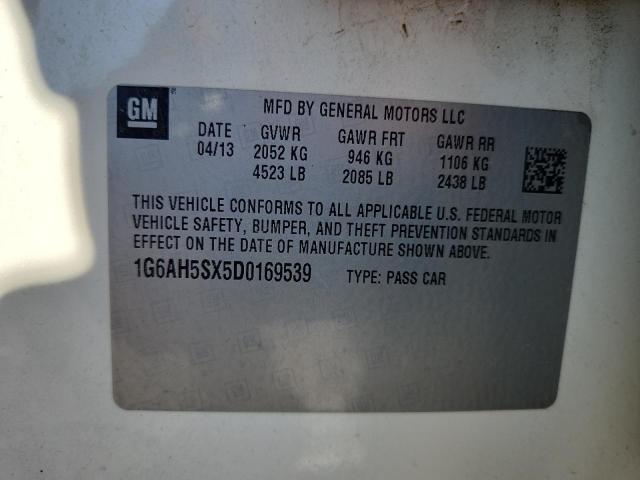 GM
MFD BY GENERAL MOTORS LLC
DATE GVWR GAWR FRT GAWR RR
04/13 2052 KG 946 KG 1106 KG
4523 LB 2085 LB 2438 LB
THIS VEHICLE CONFORMS TO ALL APPLICABLE U.S. FEDERAL MOTOR
VEHICLE SAFETY, BUMPER, AND THEFT PREVENTION STANDARDS IN
EFFECT ON THE DATE OF MANUFACTURE SHOWN ABOVE.
1G6AH5SX5D0169539 TYPE: PASS CAR